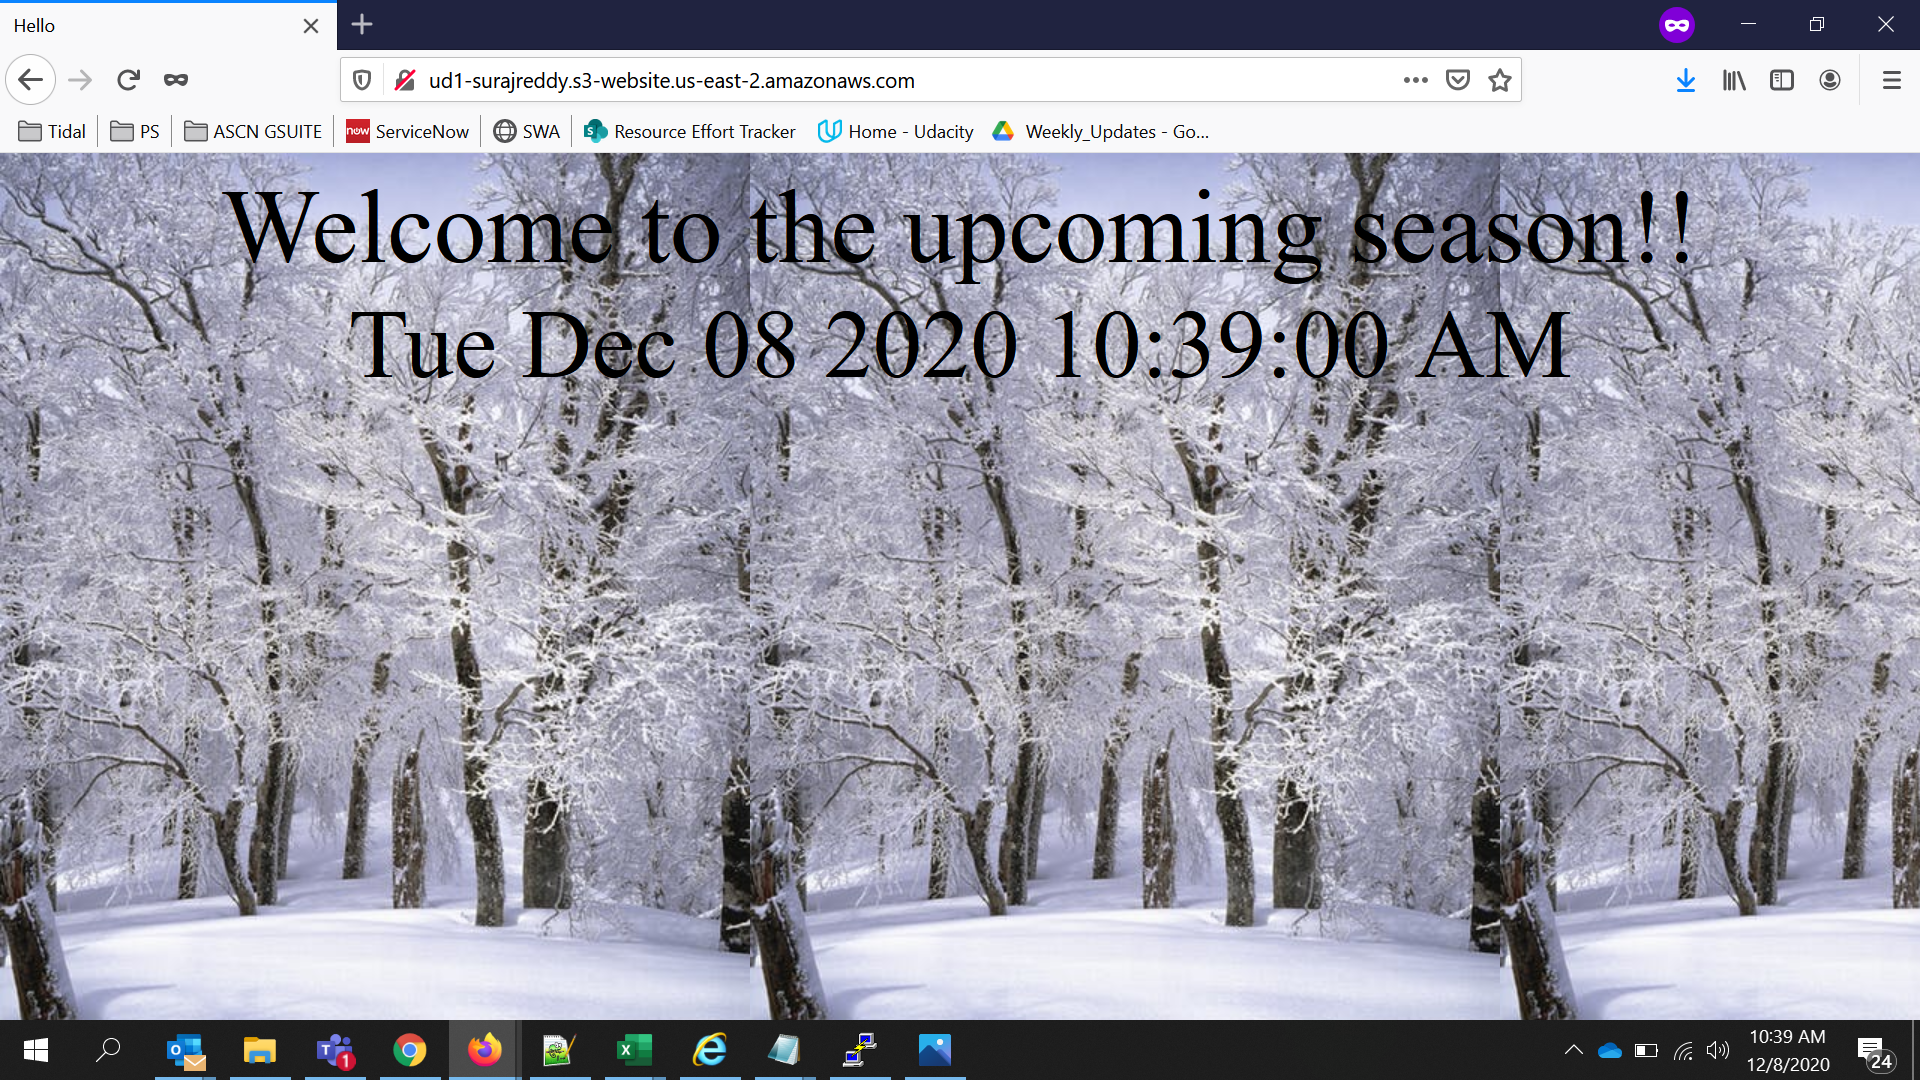 Hello
ud1-surajreddy.s3-website.us-east-2.amazonaws.com
Tidal PS ASCN GSUITE now ServiceNow SWA S Resource Effort Tracker Home - Udacity Weekly_Updates - Go...
Welcome to the upcoming season!!
Tue Dec 08 2020 10:39:00 AM
O T 1 X 10:39 AM
12/8/2020 24